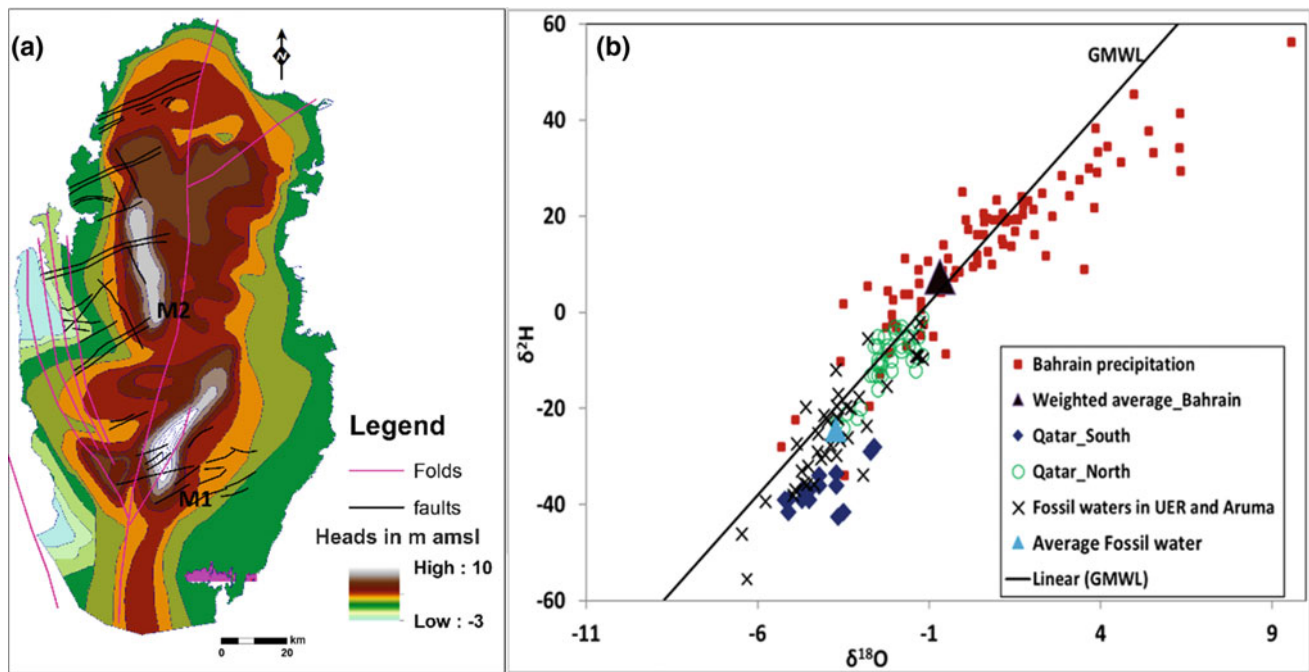 (a)
N
M2
M1
Legend
Folds
faults
Heads in m amsl
High : 10
Low : -3
km
0 20
(b)
60
40
20
0
-20
-40
-60
δ²H
GMWL
Bahrain precipitation
Weighted average_Bahrain
Qatar_South
Qatar_North
Fossil waters in UER and Aruma
Average Fossil water
Linear (GMWL)
-11 -6 -1 4 9
δ¹⁸O